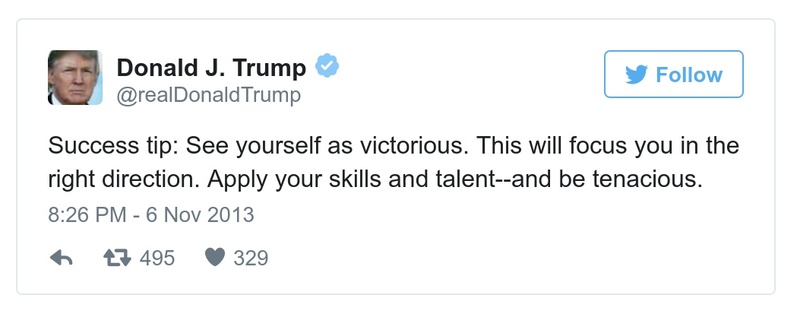 Donald J. Trump
@realDonaldTrump
Follow
Success tip: See yourself as victorious. This will focus you in the
right direction. Apply your skills and talent--and be tenacious.
8:26 PM - 6 Nov 2013
495 329